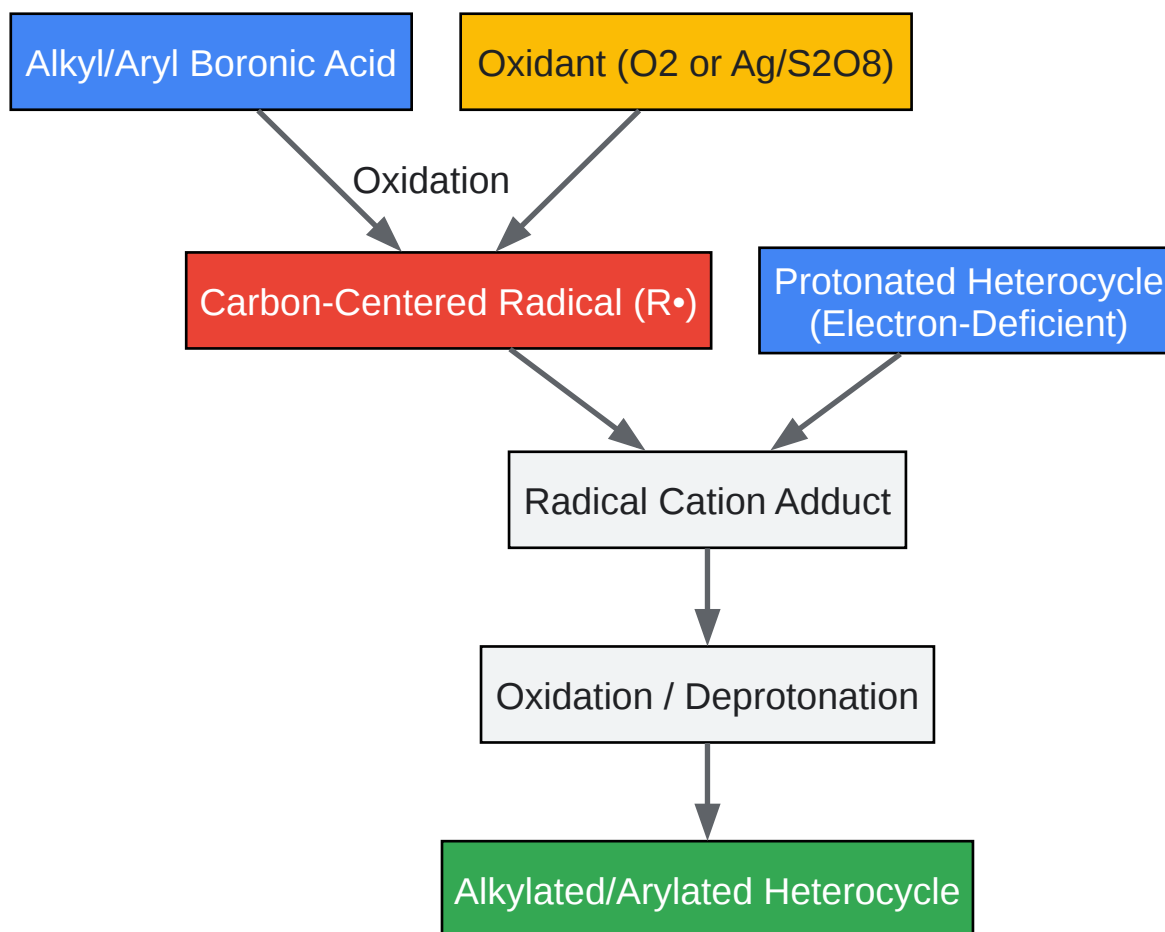 Alkyl/Aryl Boronic Acid
Oxidant (O2 or Ag/S2O8)
Oxidation
Carbon-Centered Radical (R•)
Protonated Heterocycle
(Electron-Deficient)
Radical Cation Adduct
Oxidation / Deprotonation
Alkylated/Arylated Heterocycle